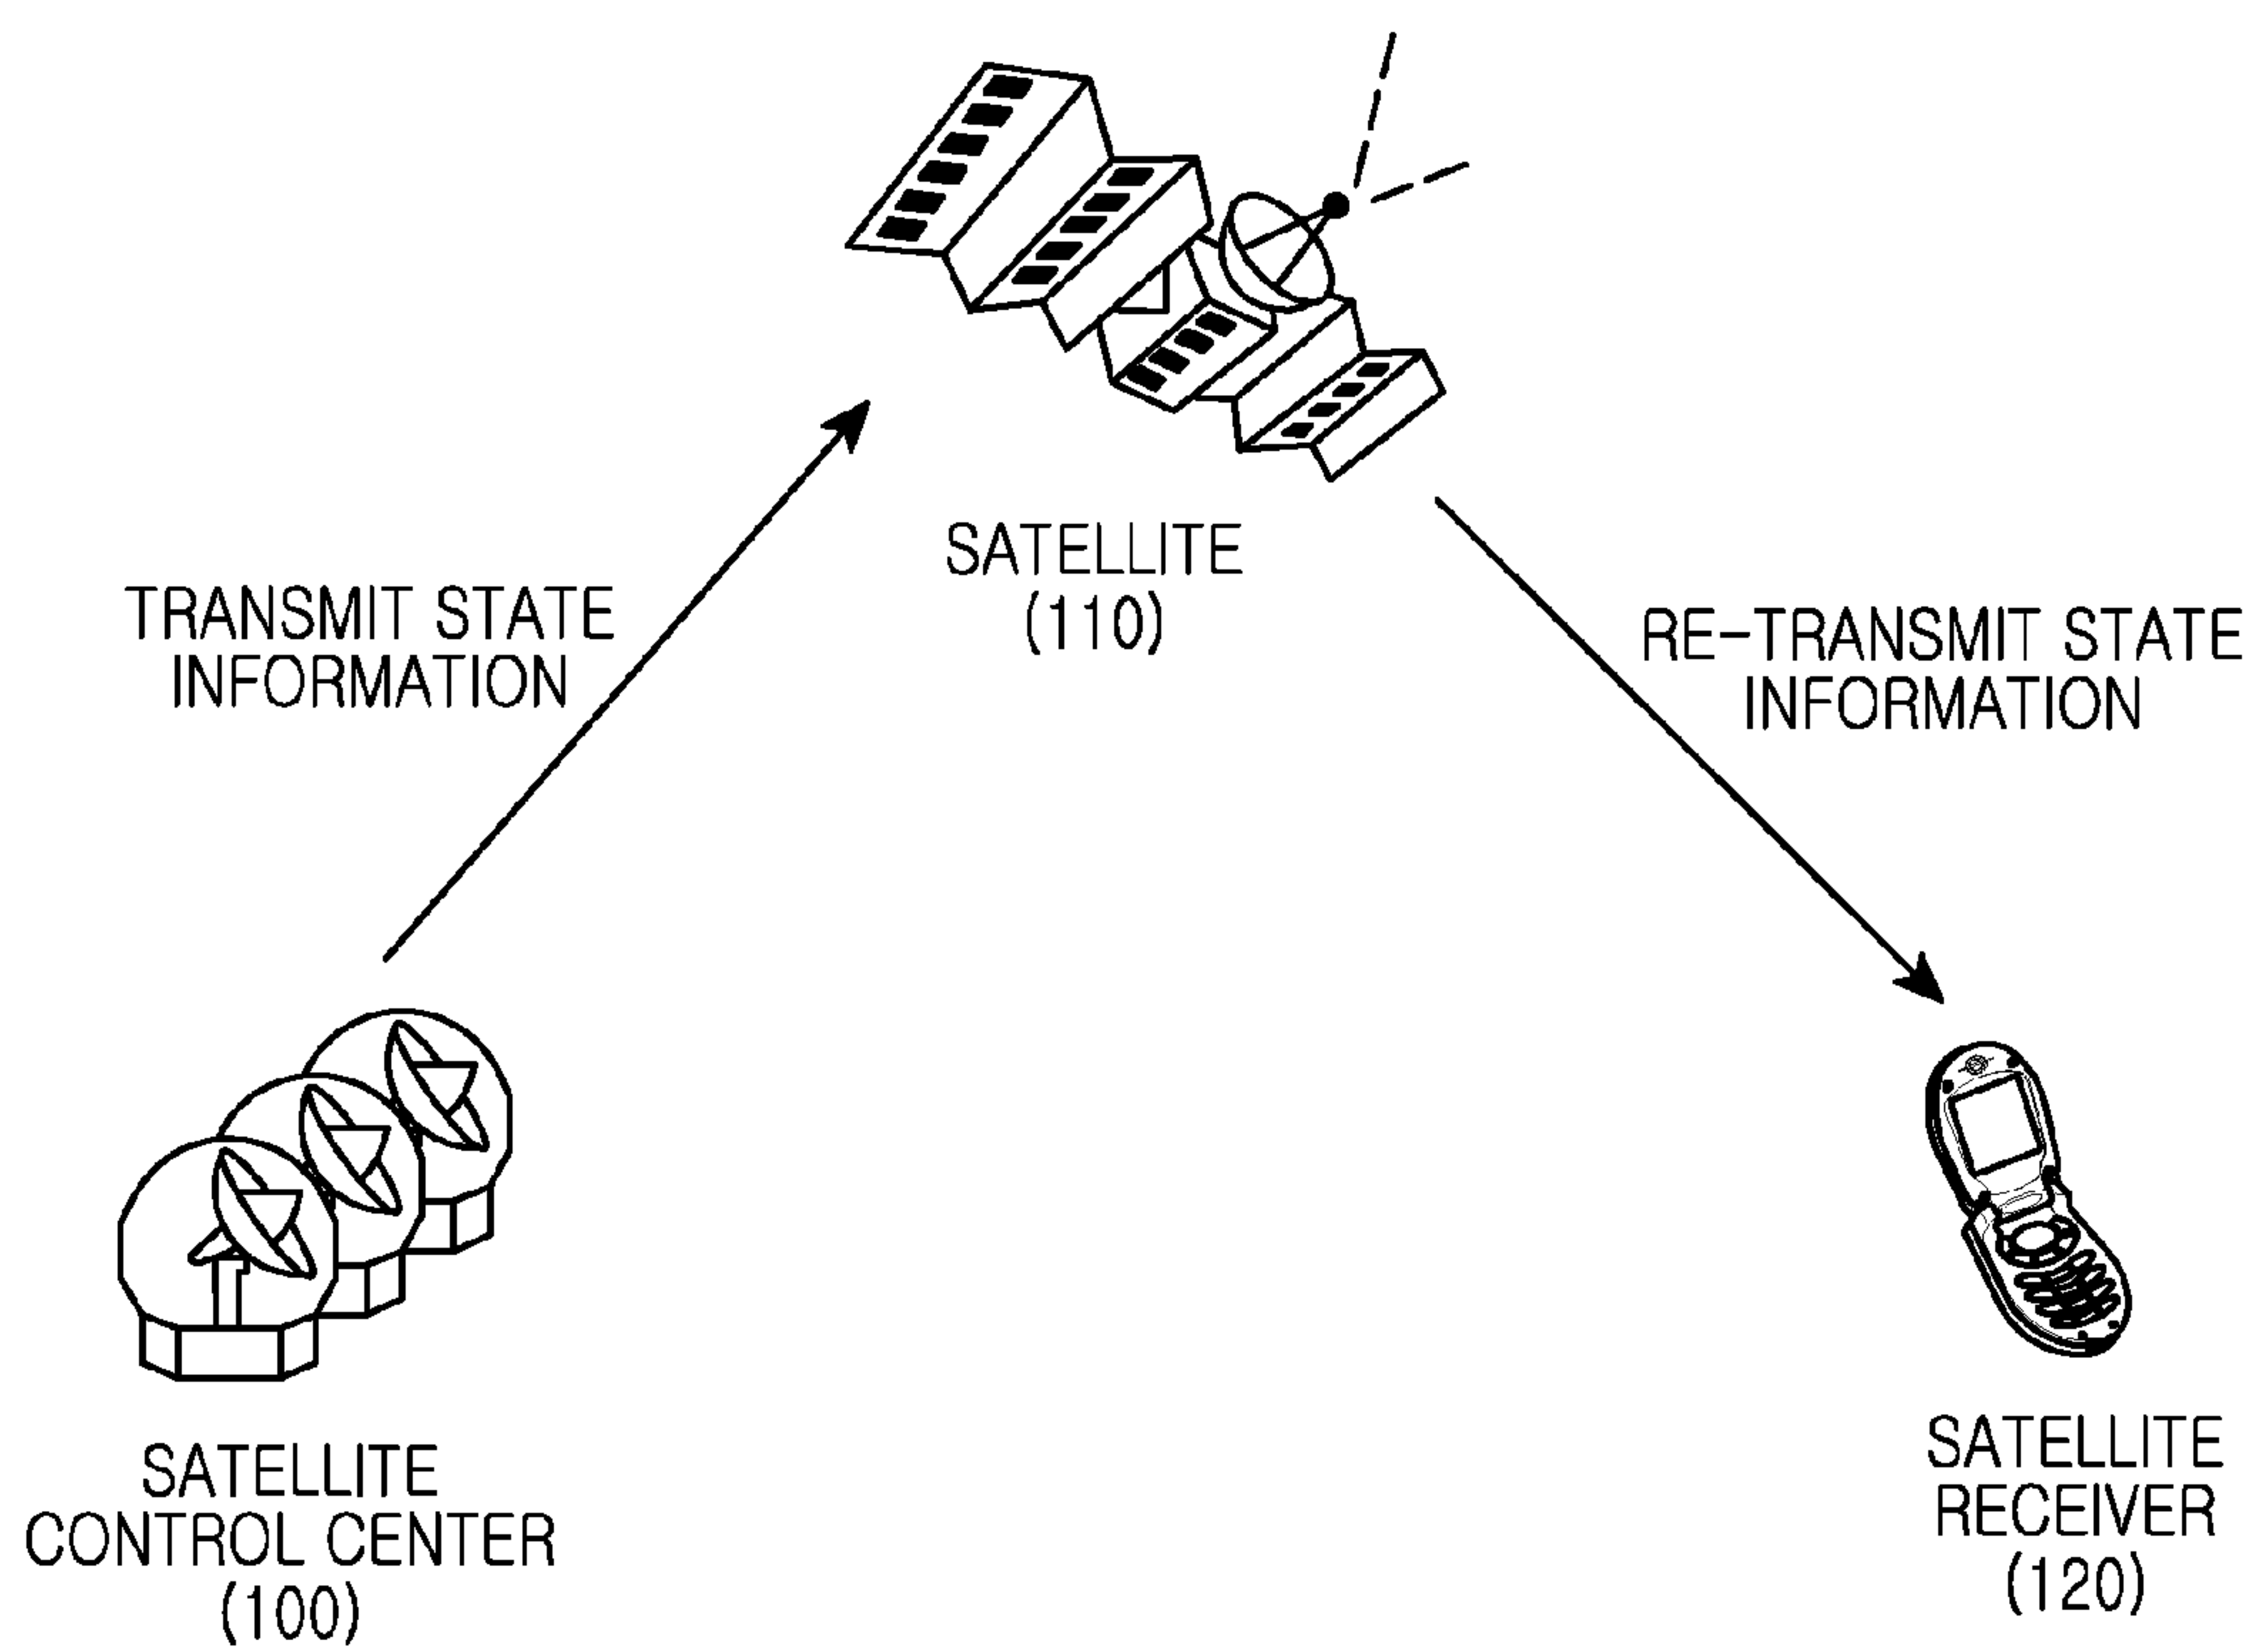 SATELLITE
(110)
TRANSMIT STATE
INFORMATION
RE-TRANSMIT STATE
INFORMATION
SATELLITE
CONTROL CENTER
(100)
SATELLITE
RECEIVER
(120)